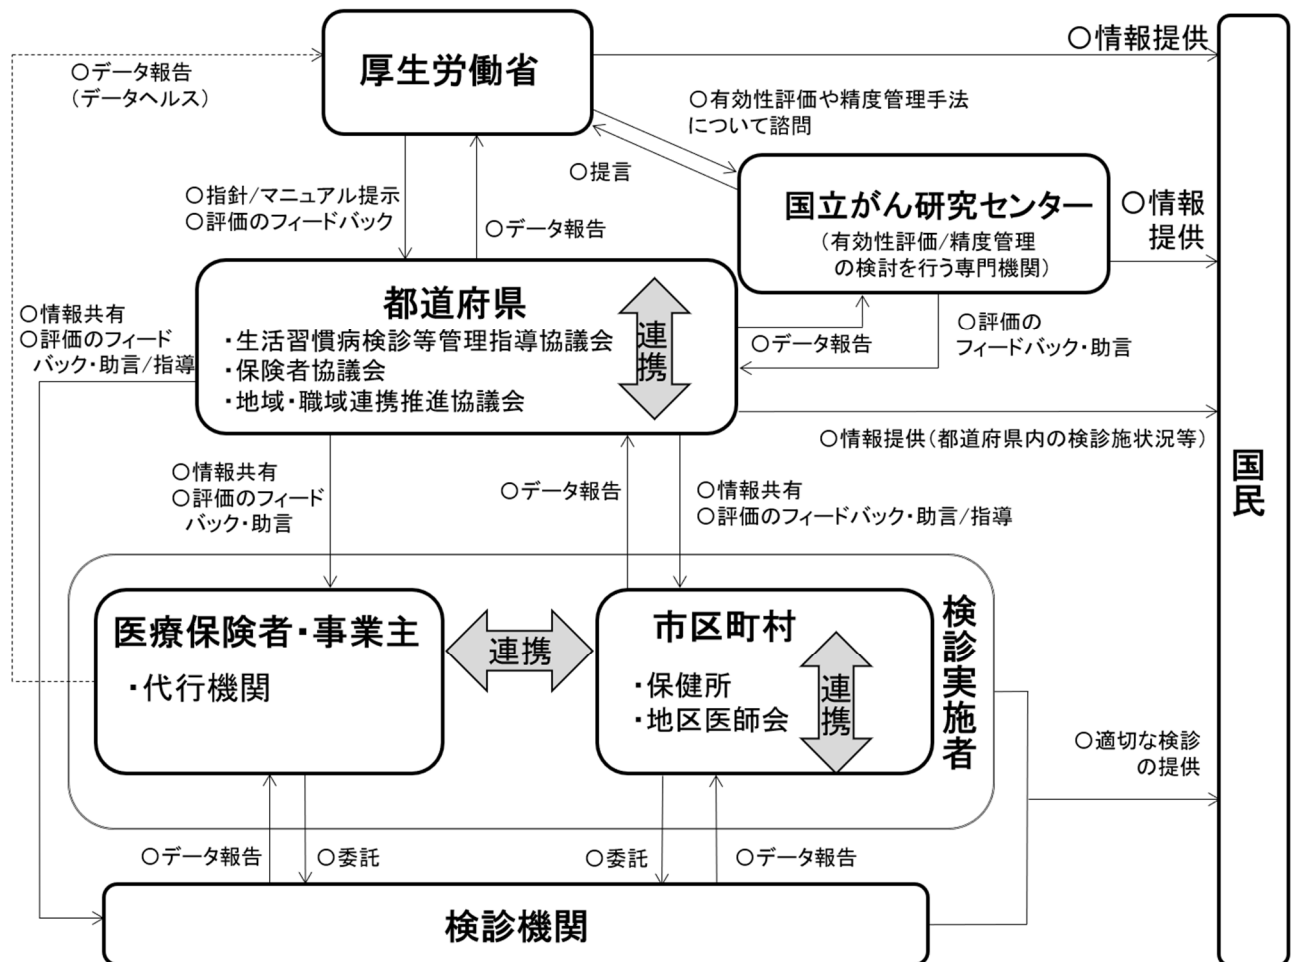 厚生労働省
○情報提供
○データ報告
(データヘルス)
○有効性評価や精度管理手法
について諮問
○提言
○指針/マニュアル提示
○評価のフィードバック
○データ報告
国立がん研究センター
(有効性評価/精度管理
の検討を行う専門機関)
○情報
提供
都道府県
・生活習慣病検診等管理指導協議会
・保険者協議会
・地域・職域連携推進協議会
連
携
○情報共有
○評価のフィード
バック・助言/指導
○データ報告
○評価の
フィードバック・助言
○情報提供(都道府県内の検診施状況等)
国
民
○情報共有
○評価のフィード
バック・助言
○データ報告
○情報共有
○評価のフィードバック・助言/指導
医療保険者・事業主
・代行機関
連携
市区町村
・保健所
・地区医師会
連
携
検
診
実
施
者
○適切な検診
の提供
○データ報告
○委託
○委託
○データ報告
検診機関